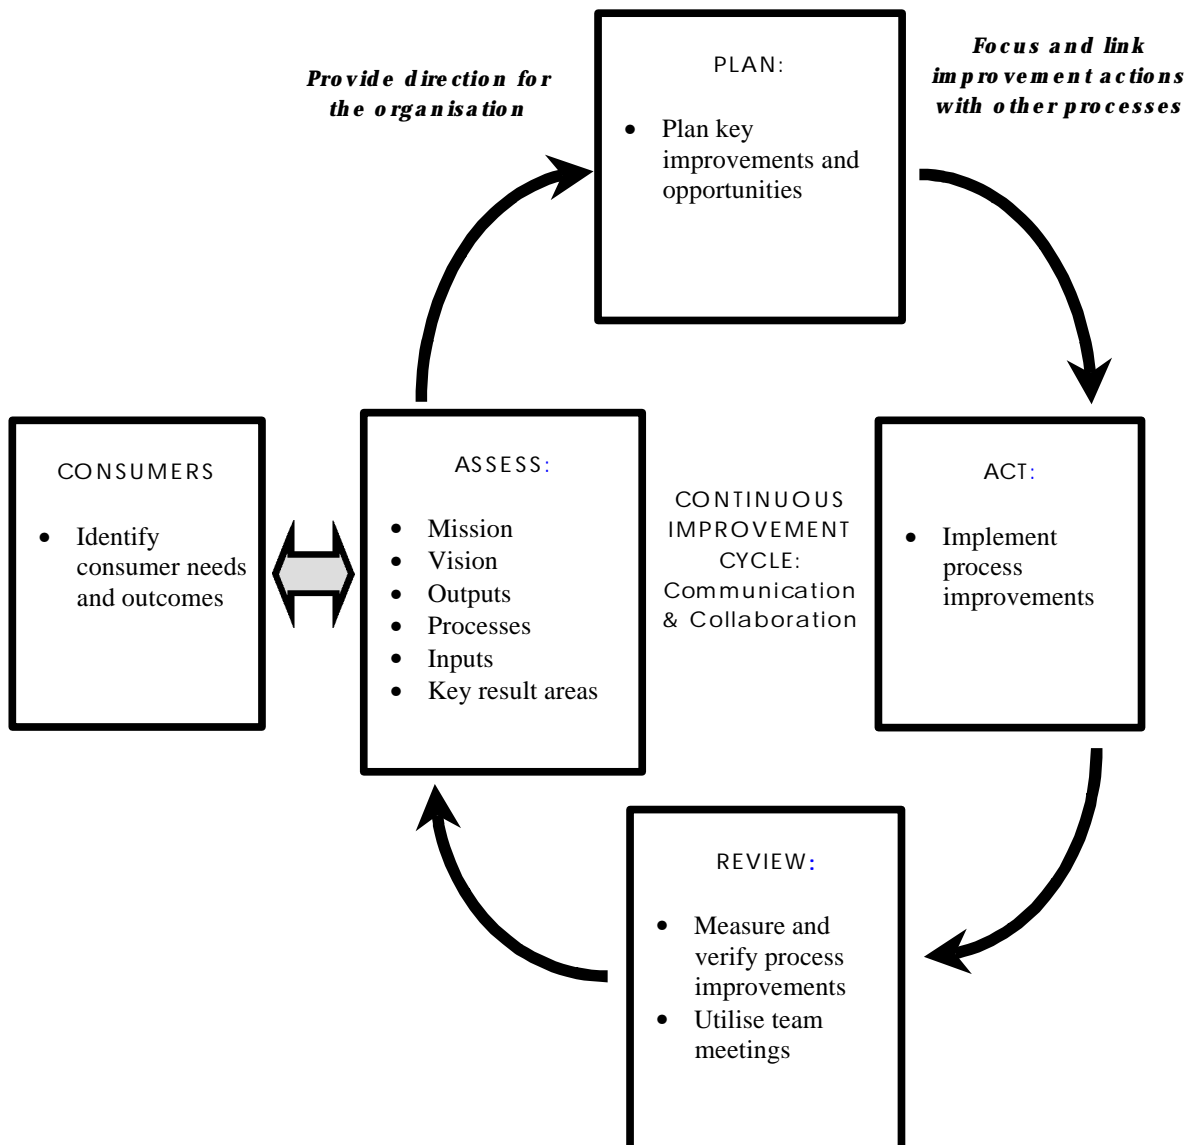 Provide direction for
the organisation
PLAN:
• Plan key
improvements and
opportunities
Focus and link
improvement actions
with other processes
CONSUMERS
• Identify
consumer needs
and outcomes
ASSESS:
• Mission
• Vision
• Outputs
• Processes
• Inputs
• Key result areas
CONTINUOUS
IMPROVEMENT
CYCLE:
Communication
& Collaboration
ACT:
• Implement
process
improvements
REVIEW:
• Measure and
verify process
improvements
• Utilise team
meetings